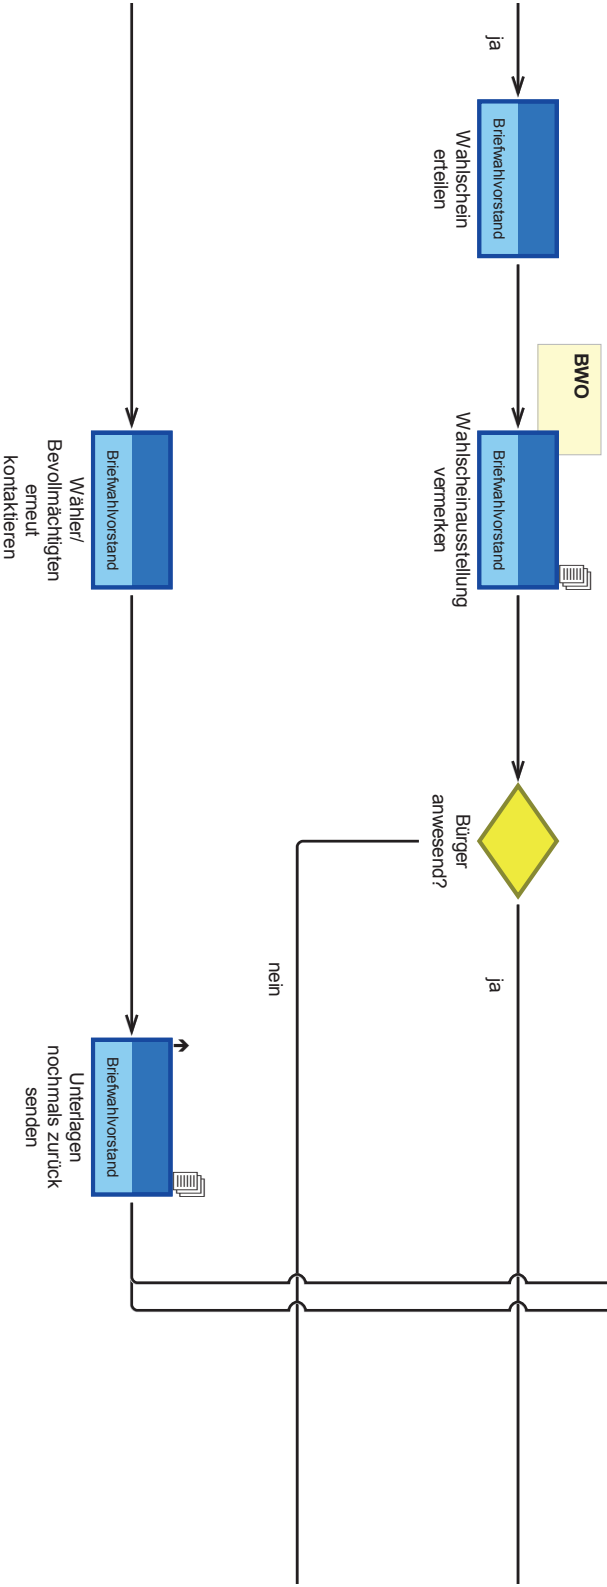 ja
Briefwahlvorstand
Wahlschein
erteilen
BWO
Briefwahlvorstand
Wahlscheinausstellung
vermerken
Bürger
anwesend?
ja
nein
Briefwahlvorstand
Wähler/
Bevollmächtigten
erneut
kontaktieren
Briefwahlvorstand
Unterlagen
nochmals zurück
senden